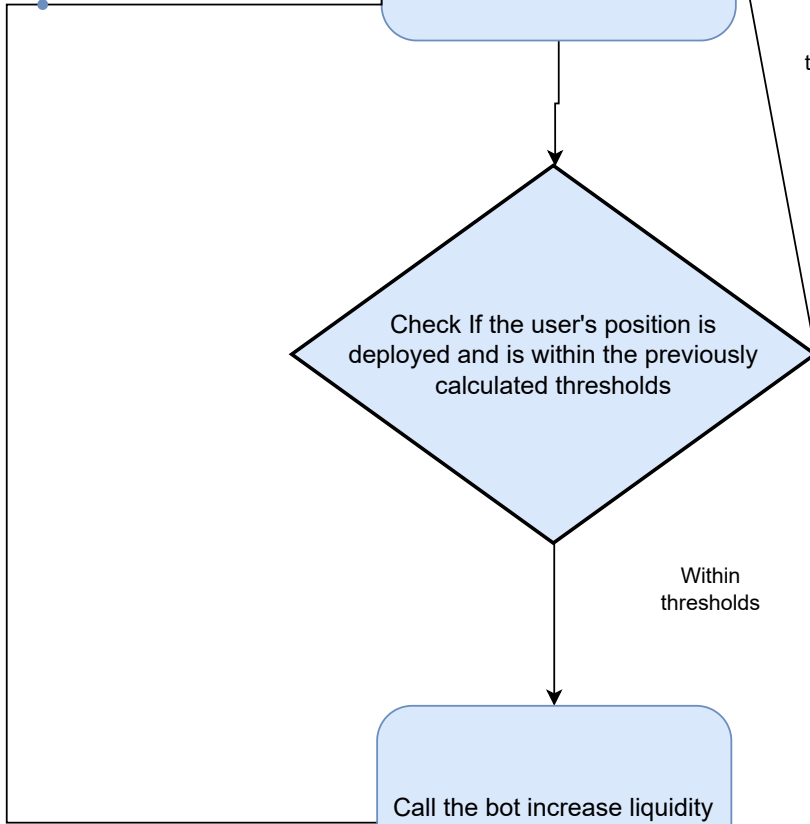 t
Check If the user's position is
deployed and is within the previously
calculated thresholds
Within
thresholds
Call the bot increase liquidity